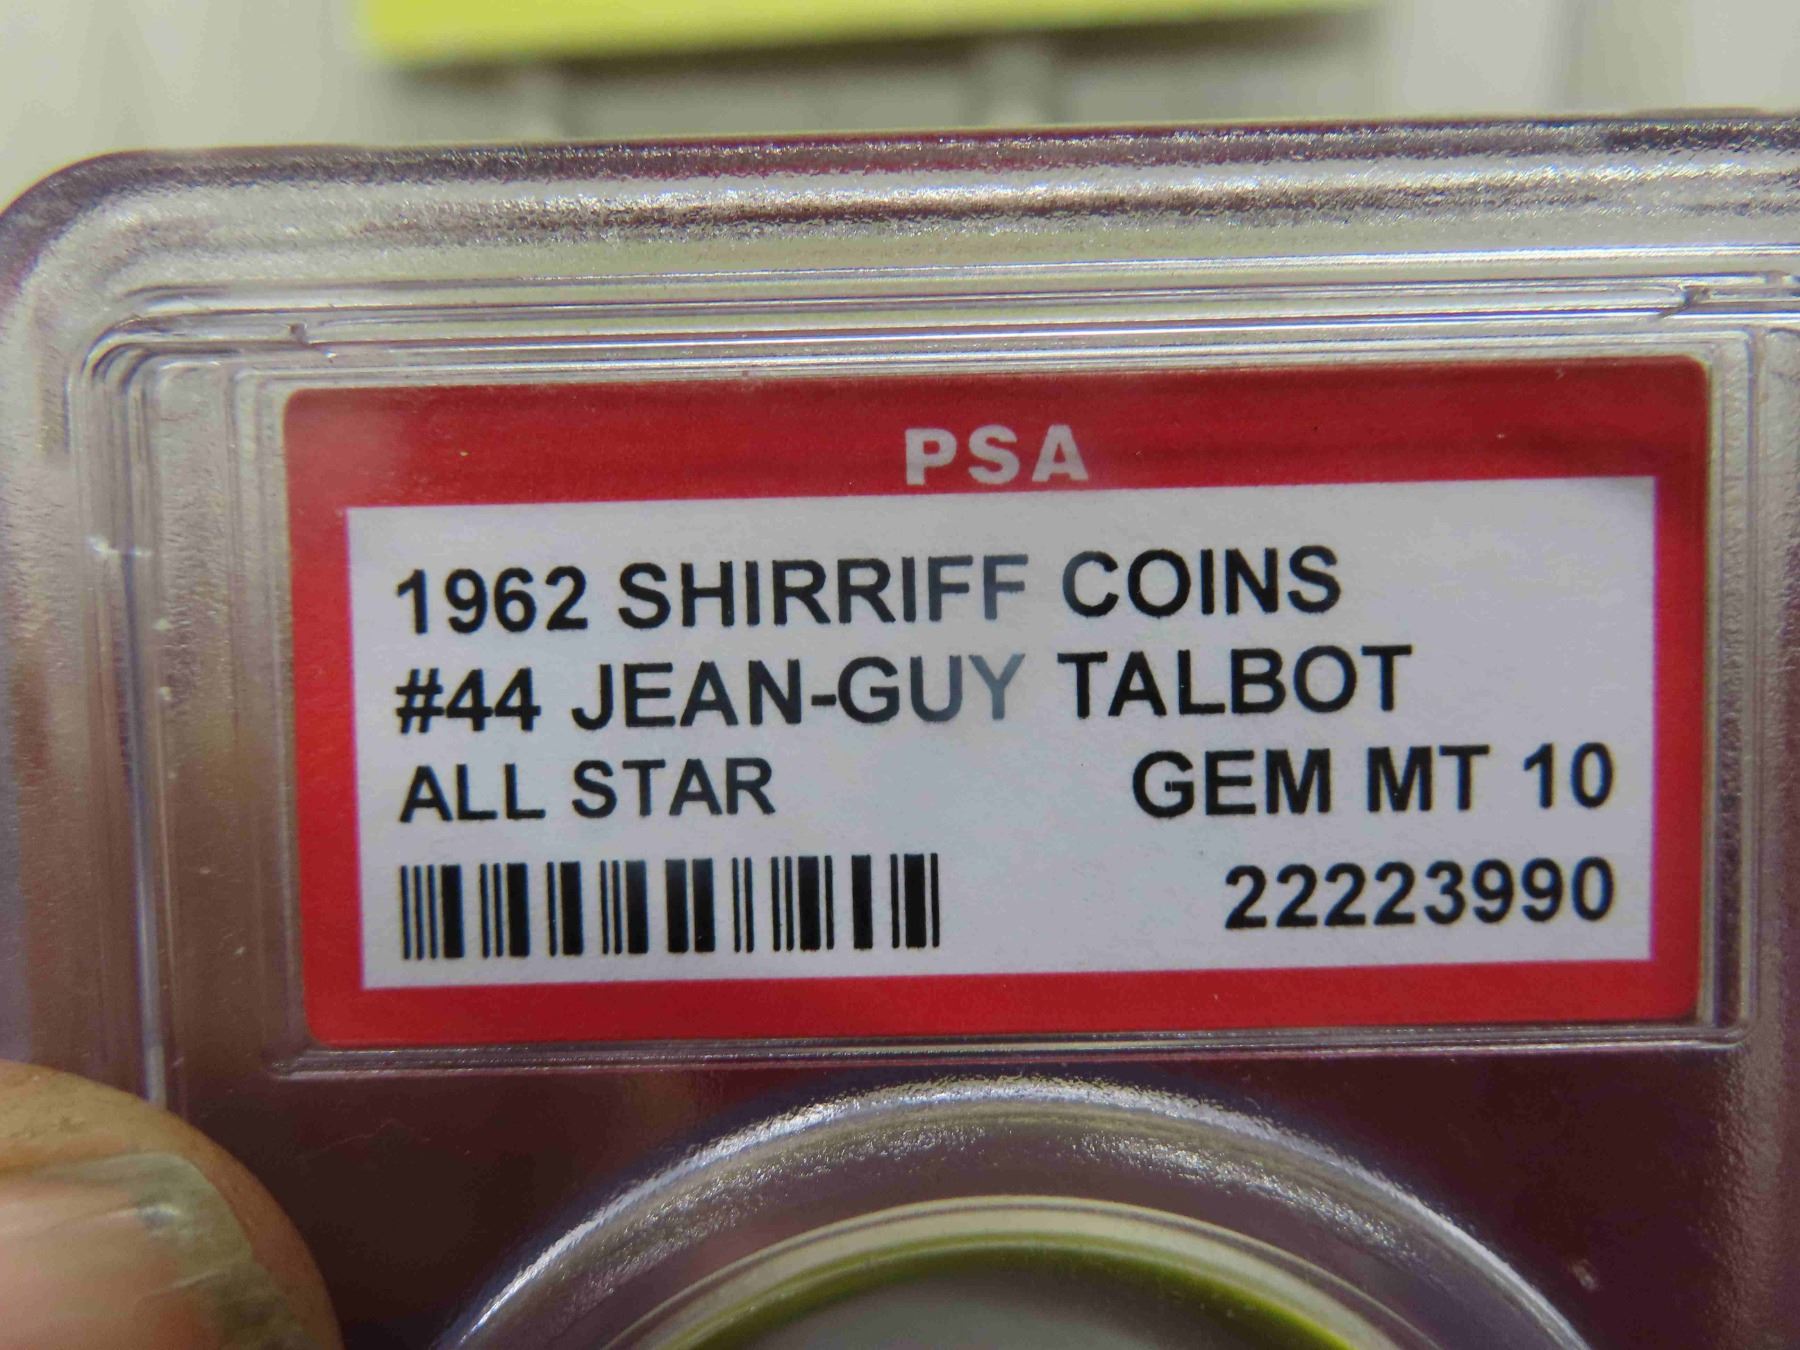 PSA
1962 SHIRRIFF COINS
#44 JEAN-GUY TALBOT
ALL STAR GEM MT 10
22223990